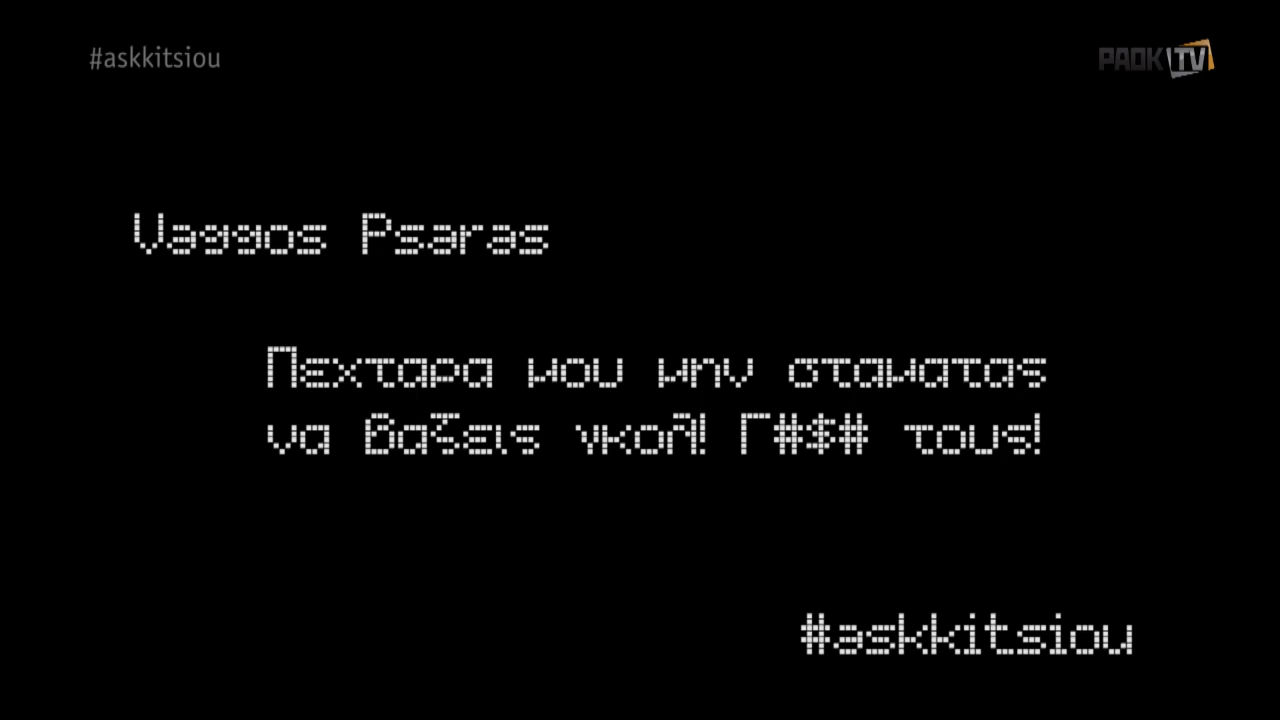 #askkitsiou
PAOK TV
Vaggos Psaras
Πεχταρα μου μην σταματας
να βαζεις γκολ! Γ#$# τους!
#askkitsiou